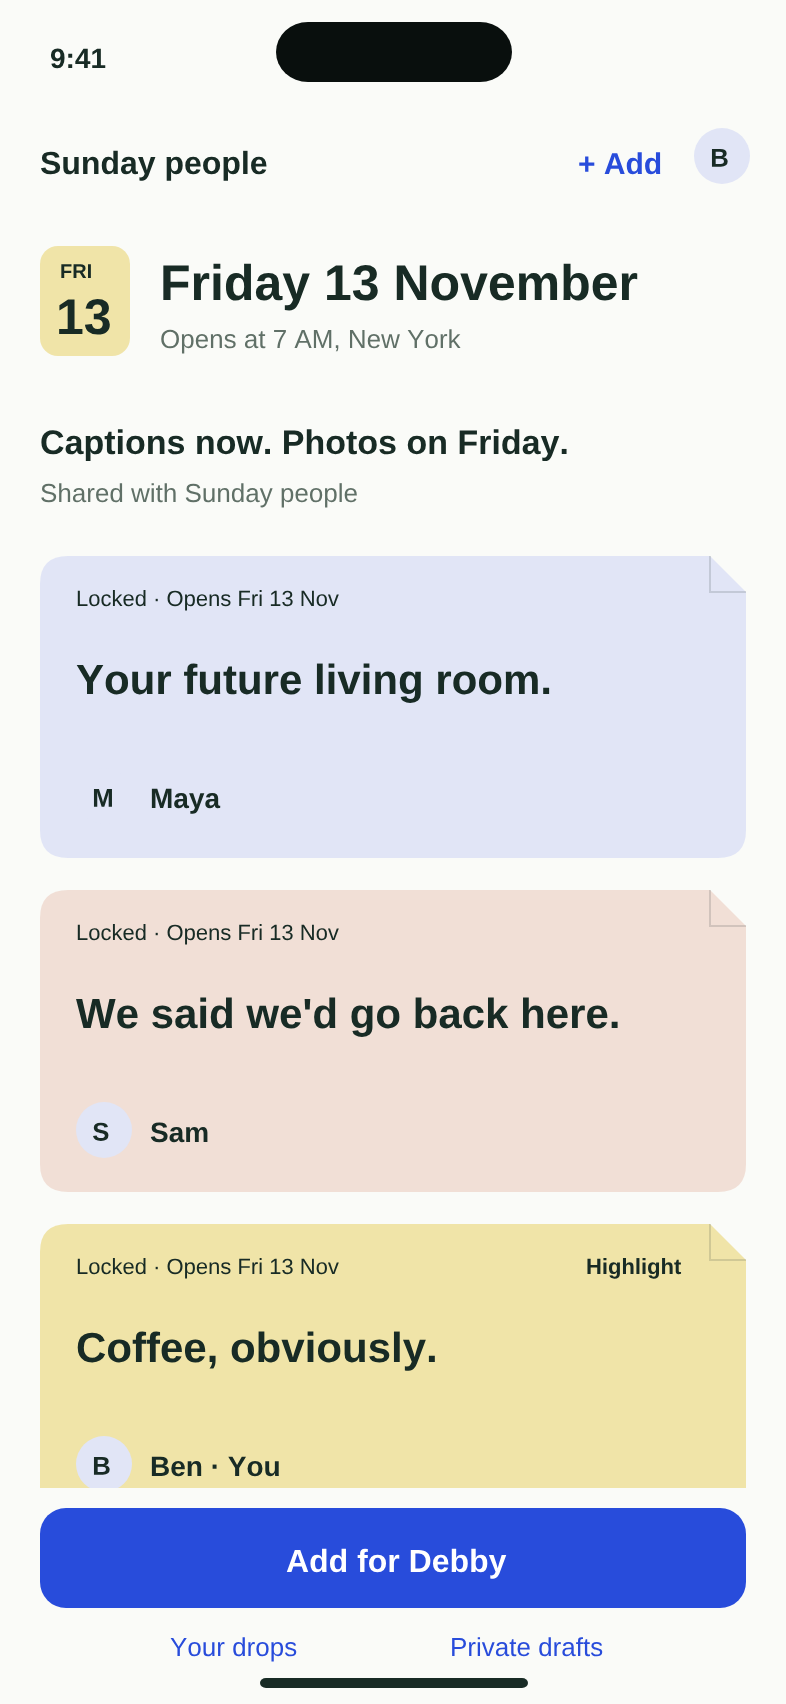 9:41
Sunday people
+ Add
B
FRI
13
Friday 13 November
Opens at 7 AM, New York
Captions now. Photos on Friday.
Shared with Sunday people
Locked · Opens Fri 13 Nov
Your future living room.
M Maya
Locked · Opens Fri 13 Nov
We said we'd go back here.
S Sam
Locked · Opens Fri 13 Nov
Highlight
Coffee, obviously.
B Ben · You
Add for Debby
Your drops
Private drafts